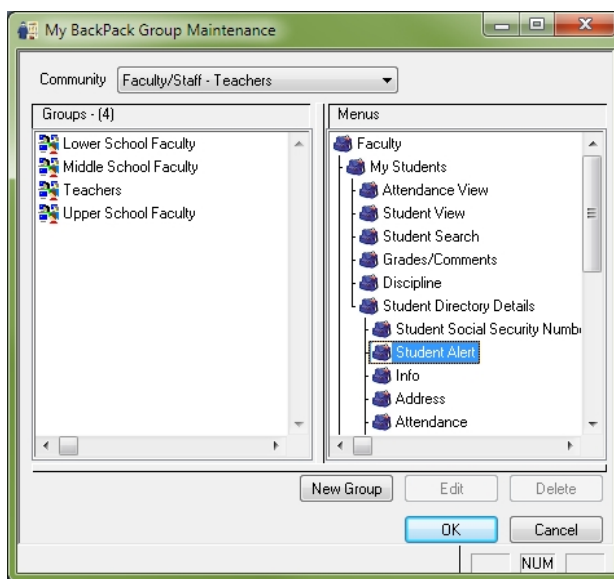 My BackPack Group Maintenance
Community Faculty/Staff - Teachers
Groups - (4)
Lower School Faculty
Middle School Faculty
Teachers
Upper School Faculty
Menus
Faculty
My Students
Attendance View
Student View
Student Search
Grades/Comments
Discipline
Student Directory Details
Student Social Security Numb
Student Alert
Info
Address
Attendance
New Group Edit Delete
OK Cancel
NUM